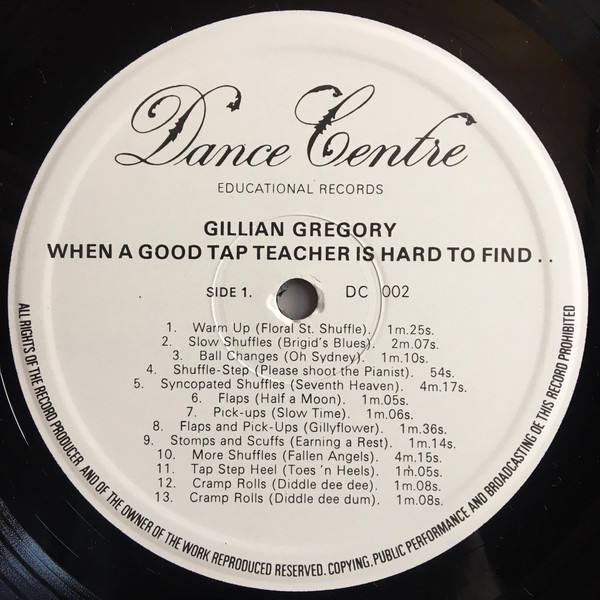 Dance Centre
EDUCATIONAL RECORDS
GILLIAN GREGORY
WHEN A GOOD TAP TEACHER IS HARD TO FIND . .
SIDE 1. DC 002
1. Warm Up (Floral St. Shuffle). 1m.25s.
2. Slow Shuffles (Brigid's Blues). 2m.07s.
3. Ball Changes (Oh Sydney). 1m.10s.
4. Shuffle-Step (Please shoot the Pianist). 54s.
5. Syncopated Shuffles (Seventh Heaven). 4m.17s.
6. Flaps (Half a Moon). 1m.05s.
7. Pick-ups (Slow Time). 1m.06s.
8. Flaps and Pick-Ups (Gillyflower). 1m.36s.
9. Stomps and Scuffs (Earning a Rest). 1m.14s.
10. More Shuffles (Fallen Angels). 4m.15s.
11. Tap Step Heel (Toes 'n Heels). 1m.05s.
12. Cramp Rolls (Diddle dee dee). 1m.08s.
13. Cramp Rolls (Diddle dee dum). 1m.08s.
ALL RIGHTS OF THE RECORD PRODUCER AND OF THE OWNER OF THE WORK REPRODUCED RESERVED. COPYING, PUBLIC PERFORMANCE AND BROADCASTING OE THIS RECORD PROHIBITED